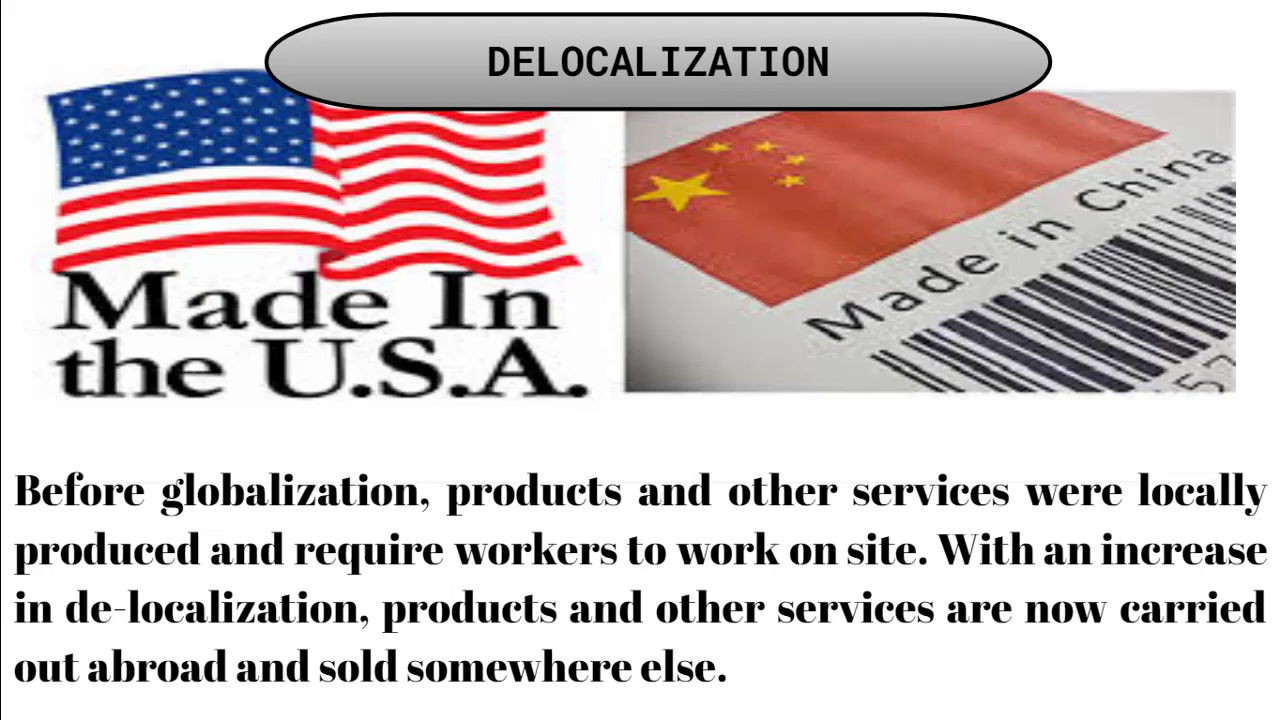 DELOCALIZATION
Made In
the U.S.A.
Made in China
57
Before globalization, products and other services were locally
produced and require workers to work on site. With an increase
in de-localization, products and other services are now carried
out abroad and sold somewhere else.